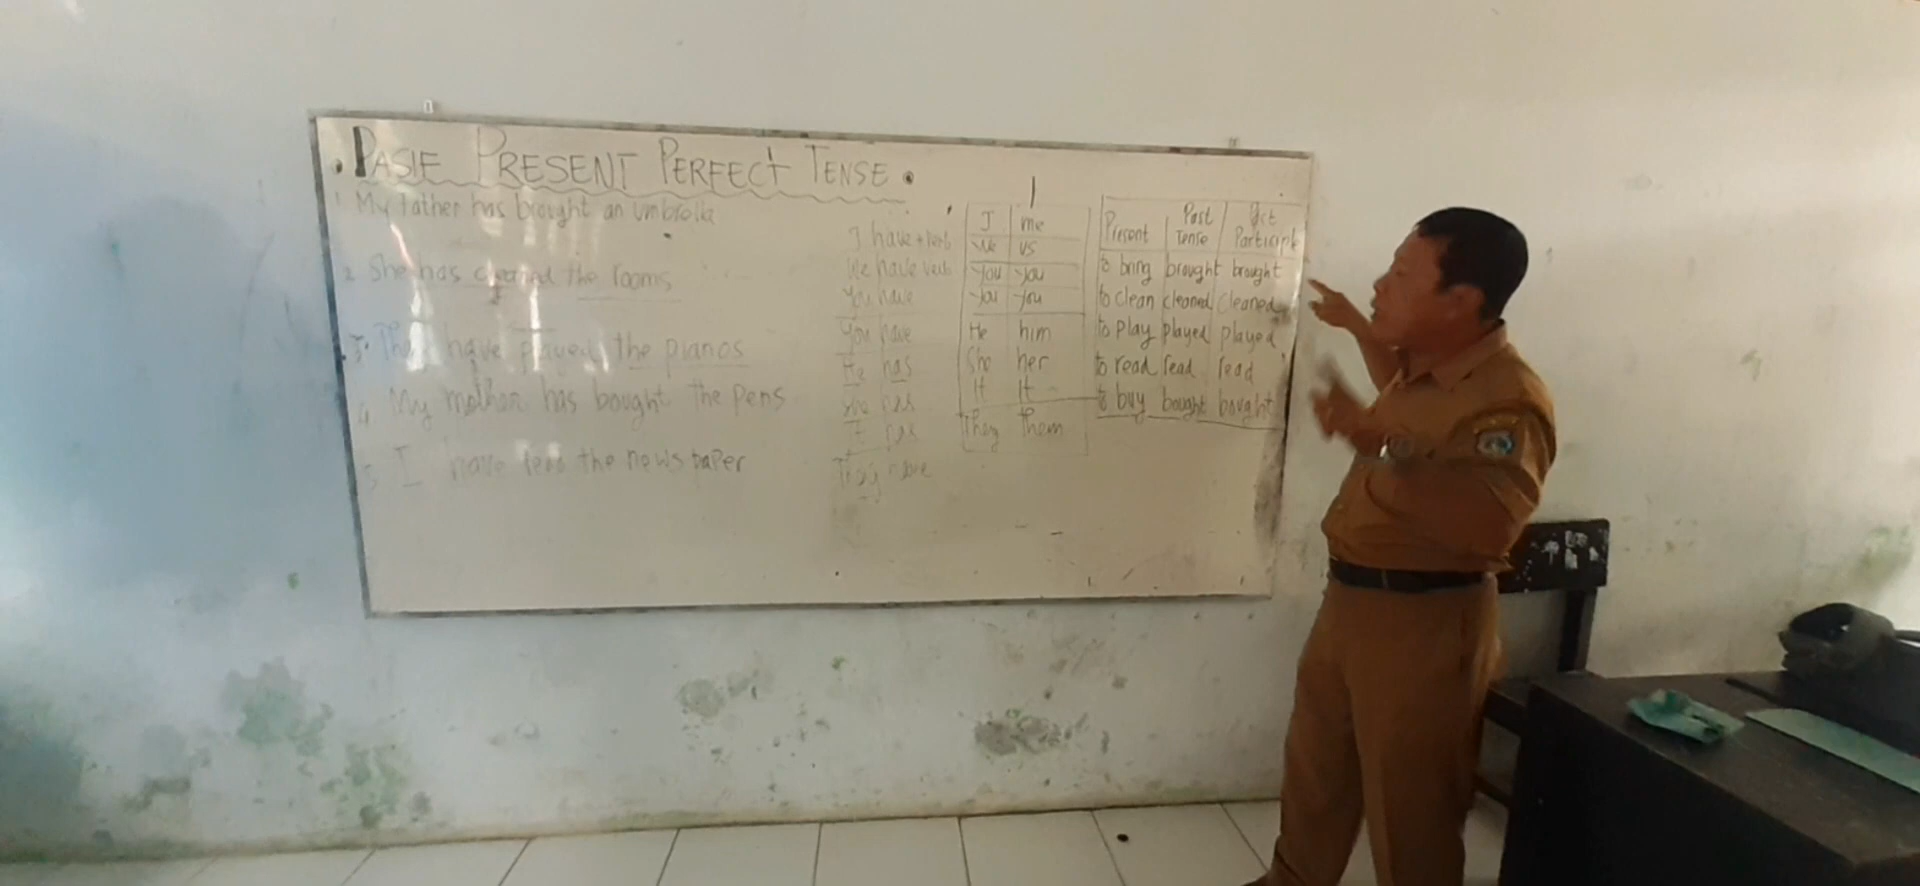 PASIF PRESENT PERFECT TENSE
1 My father has brought an umbrella
2 She has cleaned the rooms
3. They have played the pianos
4 My mother has bought the pens
5 I have read the newspaper
I have + verb
We have verb
You have
You have
He has
She has
It has
They have
I me
We us
You you
You you
He him
She her
It It
They them
Present Past Tense Participle
to bring brought brought
to clean cleaned cleaned
to play played played
to read read read
to buy bought bought